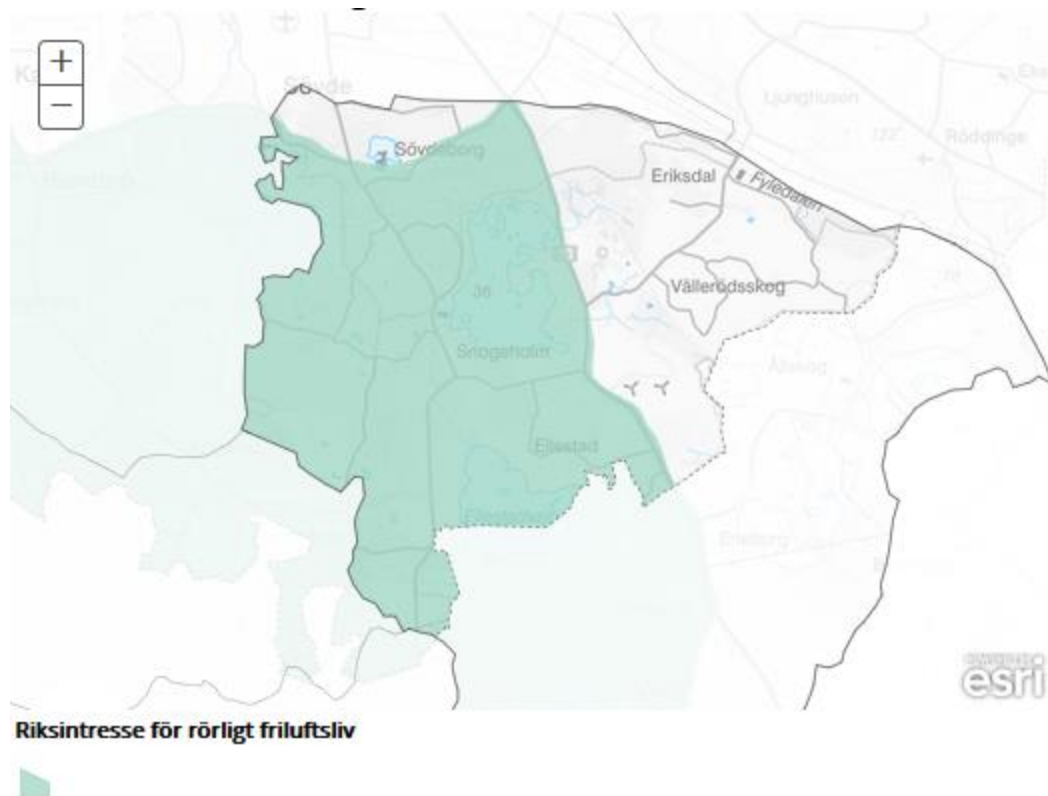 +
Sövde
−
Ljunghusen
Röddinge
Sövdeborg
Eriksdal
Fyledalen
Vällerödsskog
36
Snogeholm
Ellestad
esri
Riksintresse för rörligt friluftsliv